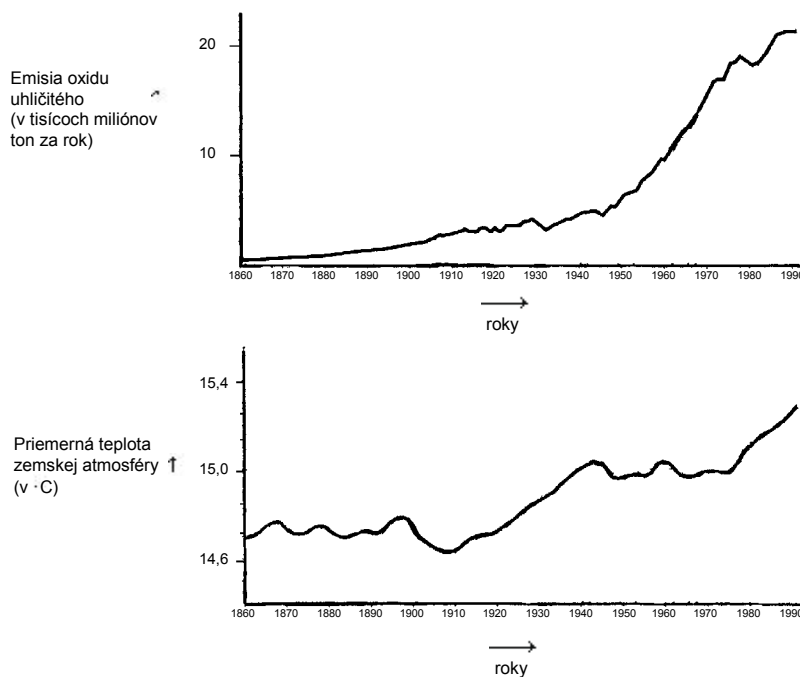 20
Emisia oxidu
uhličitého
(v tisícoch miliónov
ton za rok)
10
1860 1870 1880 1890 1900 1910 1920 1930 1940 1950 1960 1970 1980 1990
roky
15,4
Priemerná teplota
zemskej atmosféry
(v °C)
15,0
14,6
1860 1870 1880 1890 1900 1910 1920 1930 1940 1950 1960 1970 1980 1990
roky